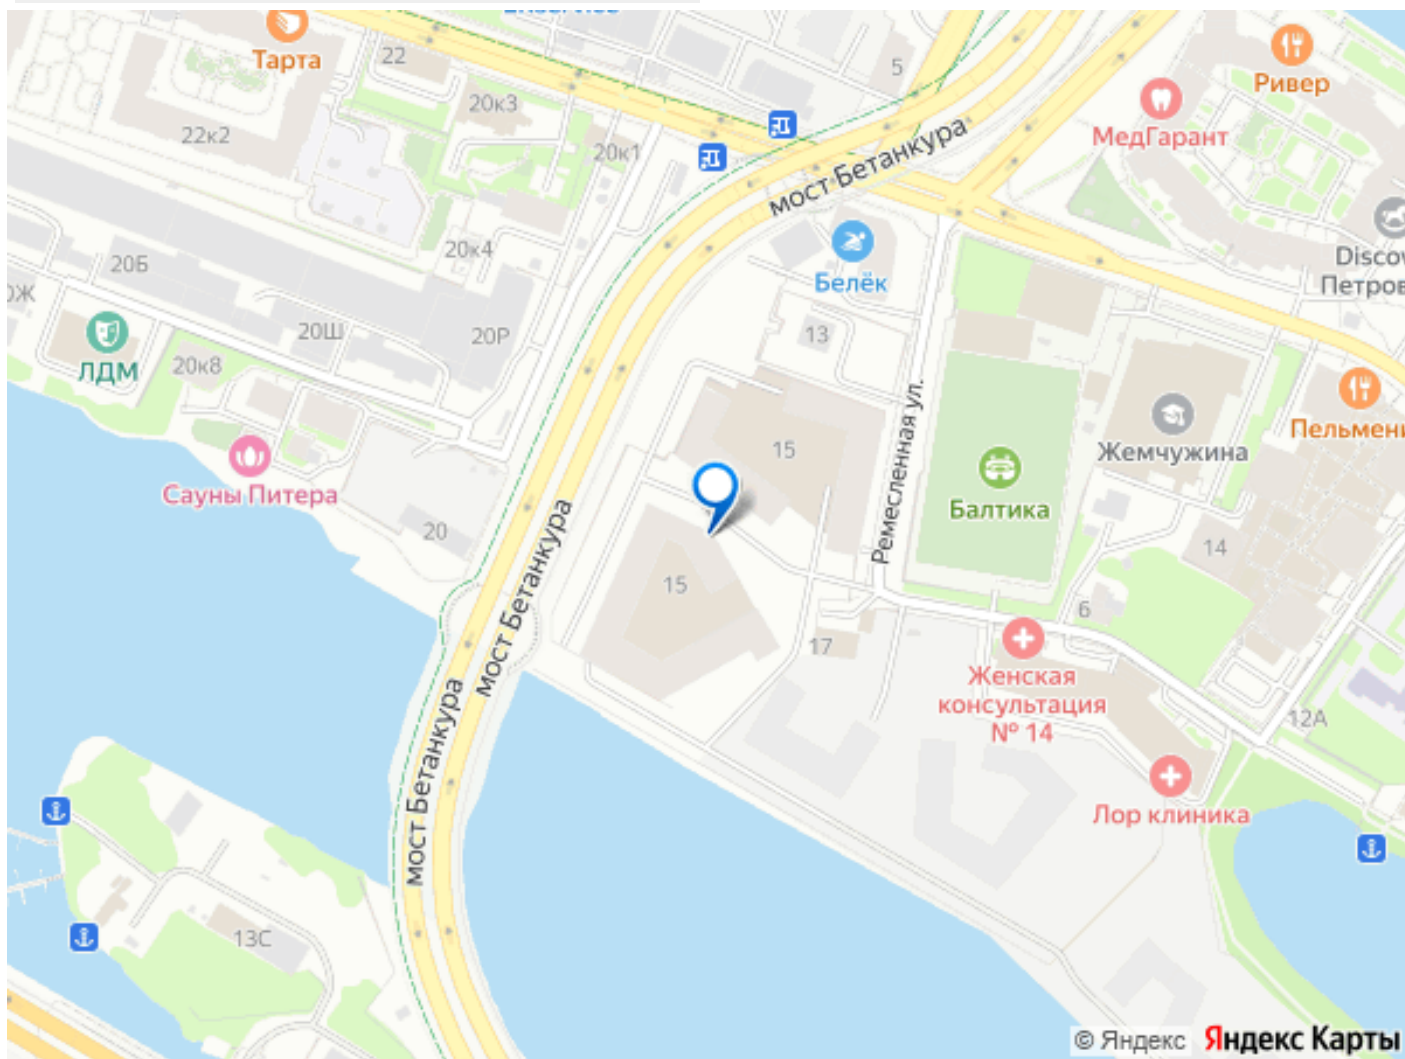 Тарта
22
20к3
22к2
20к1
5
Ривер
МедГарант
мост Бетанкура
20к4
20Б
Белёк
Discov
Петров
ОЖ
20Ш
20Р
13
ЛДМ
20к8
Ремесленная ул.
15
Жемчужина
Пельмени
Сауны Питера
Балтика
20
мост Бетанкура
14
15
6
17
Женская
консультация
№ 14
мост Бетанкура
12А
Лор клиника
13С
© Яндекс Яндекс Карты